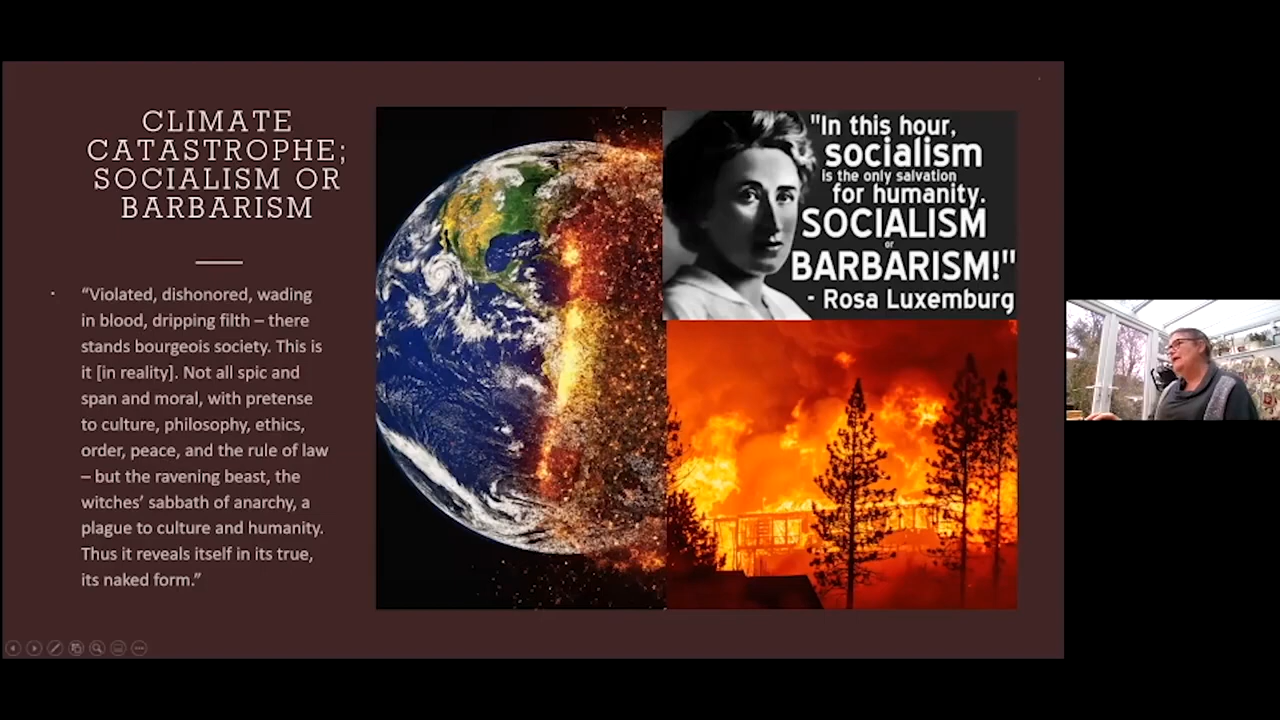 CLIMATE
CATASTROPHE;
SOCIALISM OR
BARBARISM
“Violated, dishonored, wading
in blood, dripping filth – there
stands bourgeois society. This is
it [in reality]. Not all spic and
span and moral, with pretense
to culture, philosophy, ethics,
order, peace, and the rule of law
– but the ravening beast, the
witches’ sabbath of anarchy, a
plague to culture and humanity.
Thus it reveals itself in its true,
its naked form.”
"In this hour,
socialism
is the only salvation
for humanity.
SOCIALISM
or
BARBARISM!"
- Rosa Luxemburg